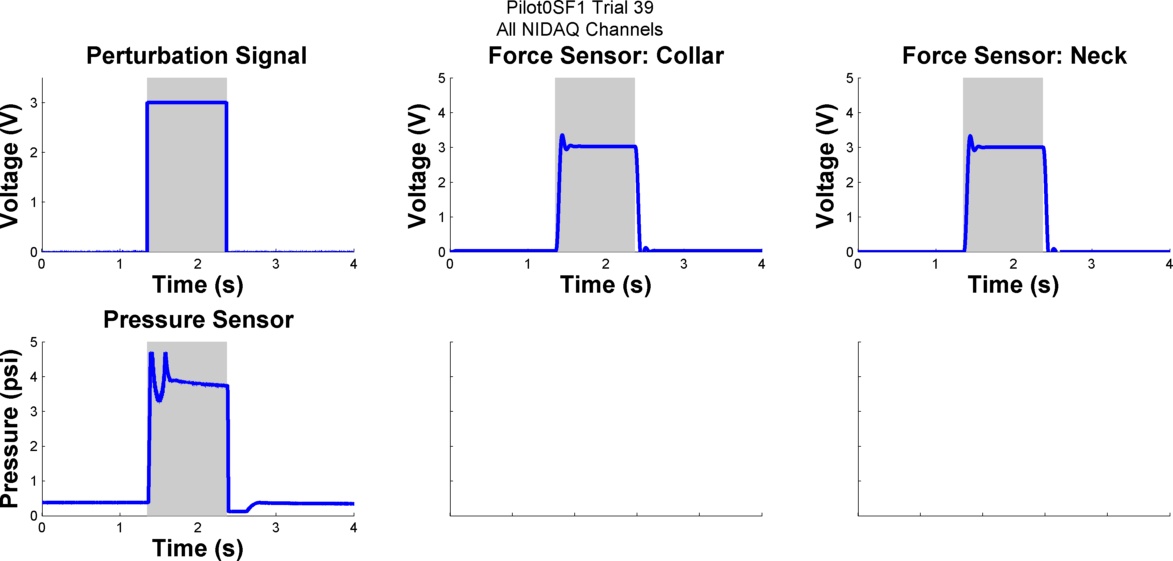 Pilot0SF1 Trial 39
All NIDAQ Channels
Perturbation Signal
Force Sensor: Collar
Force Sensor: Neck
Voltage (V)
3
2
1
0
0 1 2 3 4
Time (s)
Voltage (V)
5
4
3
2
1
0
0 1 2 3 4
Time (s)
Voltage (V)
5
4
3
2
1
0
0 1 2 3 4
Time (s)
Pressure Sensor
Pressure (psi)
5
4
3
2
1
0
0 1 2 3 4
Time (s)